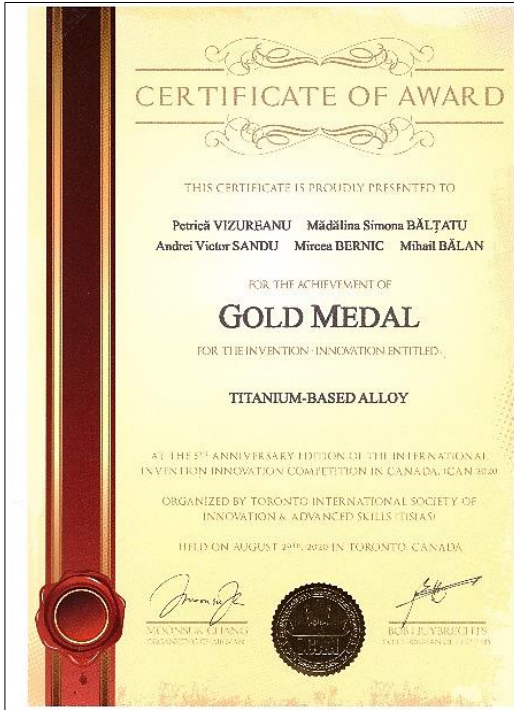 CERTIFICATE OF AWARD
THIS CERTIFICATE IS PROUDLY PRESENTED TO
Petrică VIZUREANU Mădălina Simona BĂLȚATU
Andrei Victor SANDU Mircea BERNIC Mihail BĂLAN
FOR THE ACHIEVEMENT OF
GOLD MEDAL
FOR THE INVENTION-INNOVATION ENTITLED:
TITANIUM-BASED ALLOY
AT THE 5TH ANNIVERSARY EDITION OF THE INTERNATIONAL
INVENTION INNOVATION COMPETITION IN CANADA, ICAN 2020
ORGANIZED BY TORONTO INTERNATIONAL SOCIETY OF
INNOVATION & ADVANCED SKILLS (TISIAS)
HELD ON AUGUST 29TH, 2020 IN TORONTO, CANADA
CHANG
BOB HUYBRECHTS